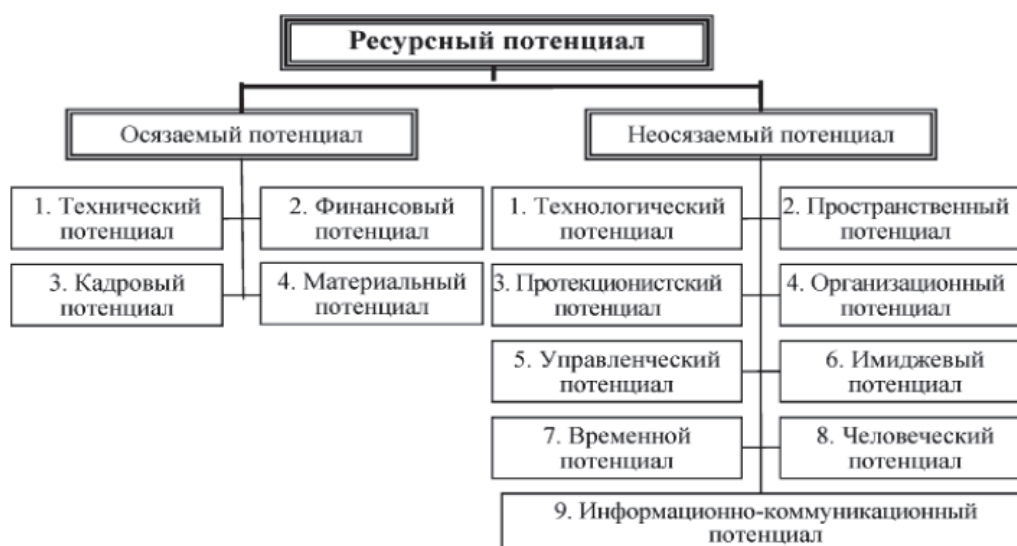 Ресурсный потенциал
Осязаемый потенциал
Неосязаемый потенциал
1. Технический
потенциал
2. Финансовый
потенциал
3. Кадровый
потенциал
4. Материальный
потенциал
1. Технологический
потенциал
2. Пространственный
потенциал
3. Протекционистский
потенциал
4. Организационный
потенциал
5. Управленческий
потенциал
6. Имиджевый
потенциал
7. Временной
потенциал
8. Человеческий
потенциал
9. Информационно-коммуникационный
потенциал